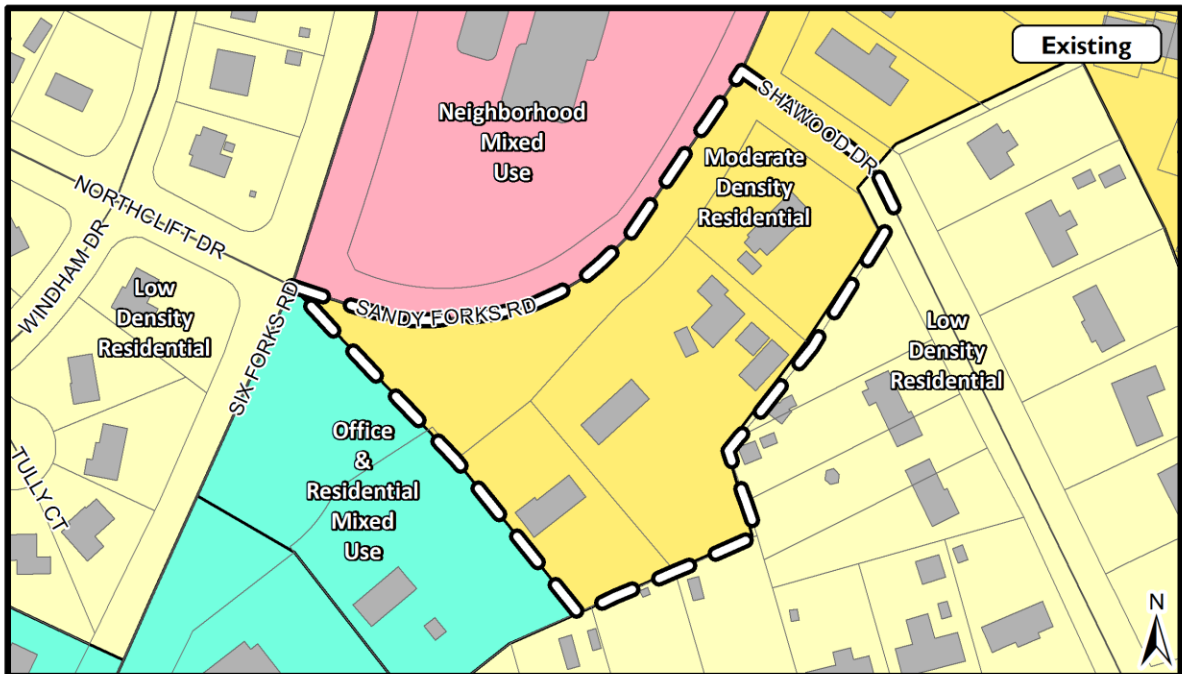 Existing
Neighborhood
Mixed
Use
SHAWOOD DR
Moderate
Density
Residential
NORTHCLIFT DR
WINDHAM DR
Low
Density
Residential
SIX FORKS RD
SANDY FORKS RD
Low
Density
Residential
Office
&
Residential
Mixed
Use
TULLY CT
N